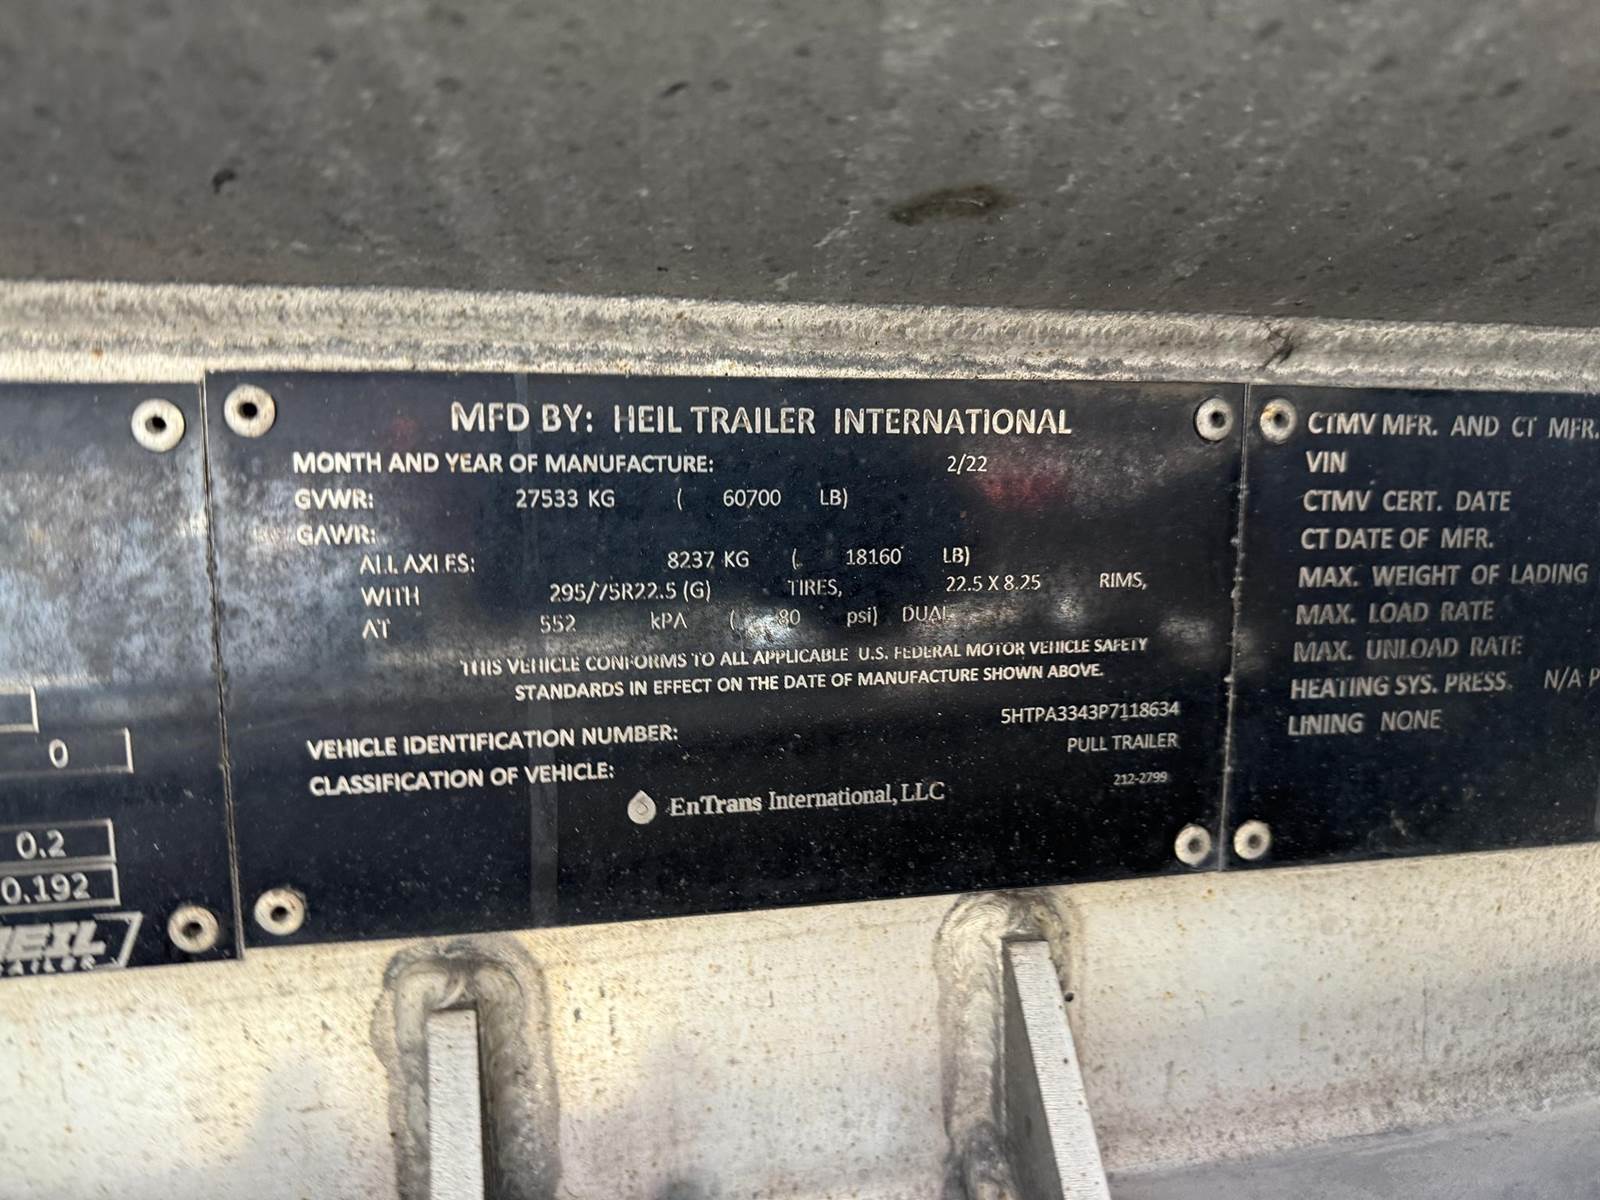 0
0.2
0.192
HEIL
TRAILER
MFD BY: HEIL TRAILER INTERNATIONAL
MONTH AND YEAR OF MANUFACTURE: 2/22
GVWR: 27533 KG ( 60700 LB)
GAWR:
ALL AXLES: 8237 KG ( 18160 LB)
WITH 295/75R22.5 (G) TIRES, 22.5 X 8.25 RIMS,
AT 552 kPA ( 80 psi) DUAL
THIS VEHICLE CONFORMS TO ALL APPLICABLE U.S. FEDERAL MOTOR VEHICLE SAFETY
STANDARDS IN EFFECT ON THE DATE OF MANUFACTURE SHOWN ABOVE.
VEHICLE IDENTIFICATION NUMBER: 5HTPA3343P7118634
CLASSIFICATION OF VEHICLE: PULL TRAILER
212-2799
EnTrans International, LLC
CTMV MFR. AND CT MFR.
VIN
CTMV CERT. DATE
CT DATE OF MFR.
MAX. WEIGHT OF LADING
MAX. LOAD RATE
MAX. UNLOAD RATE
HEATING SYS. PRESS. N/A P
LINING NONE